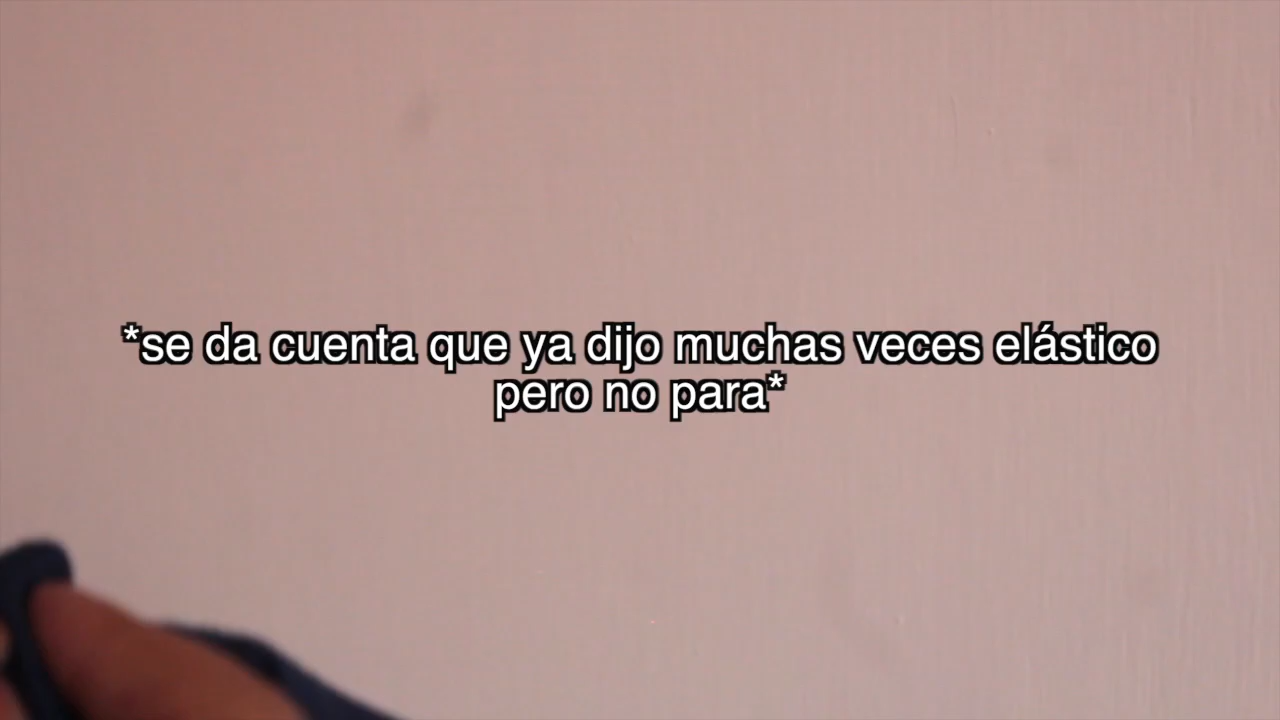 *se da cuenta que ya dijo muchas veces elástico
pero no para*